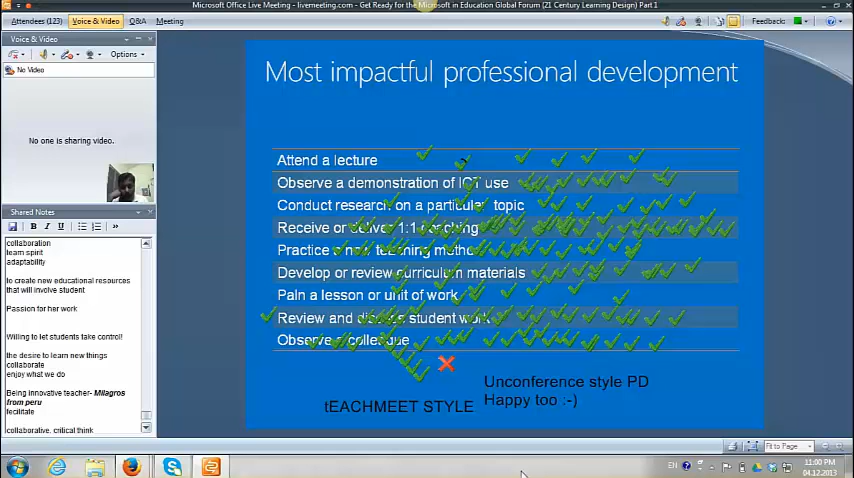 Microsoft Office Live Meeting - livemeeting.com - Get Ready for the Microsoft in Education Global Forum (21 Century Learning Design) Part 1
Attendees (123) Voice & Video Q&A Meeting
Feedback:
Voice & Video
Options
No Video
No one is sharing video.
Shared Notes
B I U
collaboration
team spirit
adaptability
to create new educational resources
that will involve student
Passion for her work
Willing to let students take control!
the desire to learn new things
collaborate
enjoy what we do
Being innovative teacher- Milagros
from peru
fecilitate
collaborative, critical think
Most impactful professional development
Attend a lecture
Observe a demonstration of ICT use
Conduct research on a particular topic
Receive or deliver 1:1 coaching
Practice a new teaching method
Develop or review curriculum materials
Paln a lesson or unit of work
Review and discuss student work
Observe a colleague
Unconference style PD
Happy too :-)
tEACHMEET STYLE
Fit to Page
EN
11:00 PM
04.12.2013